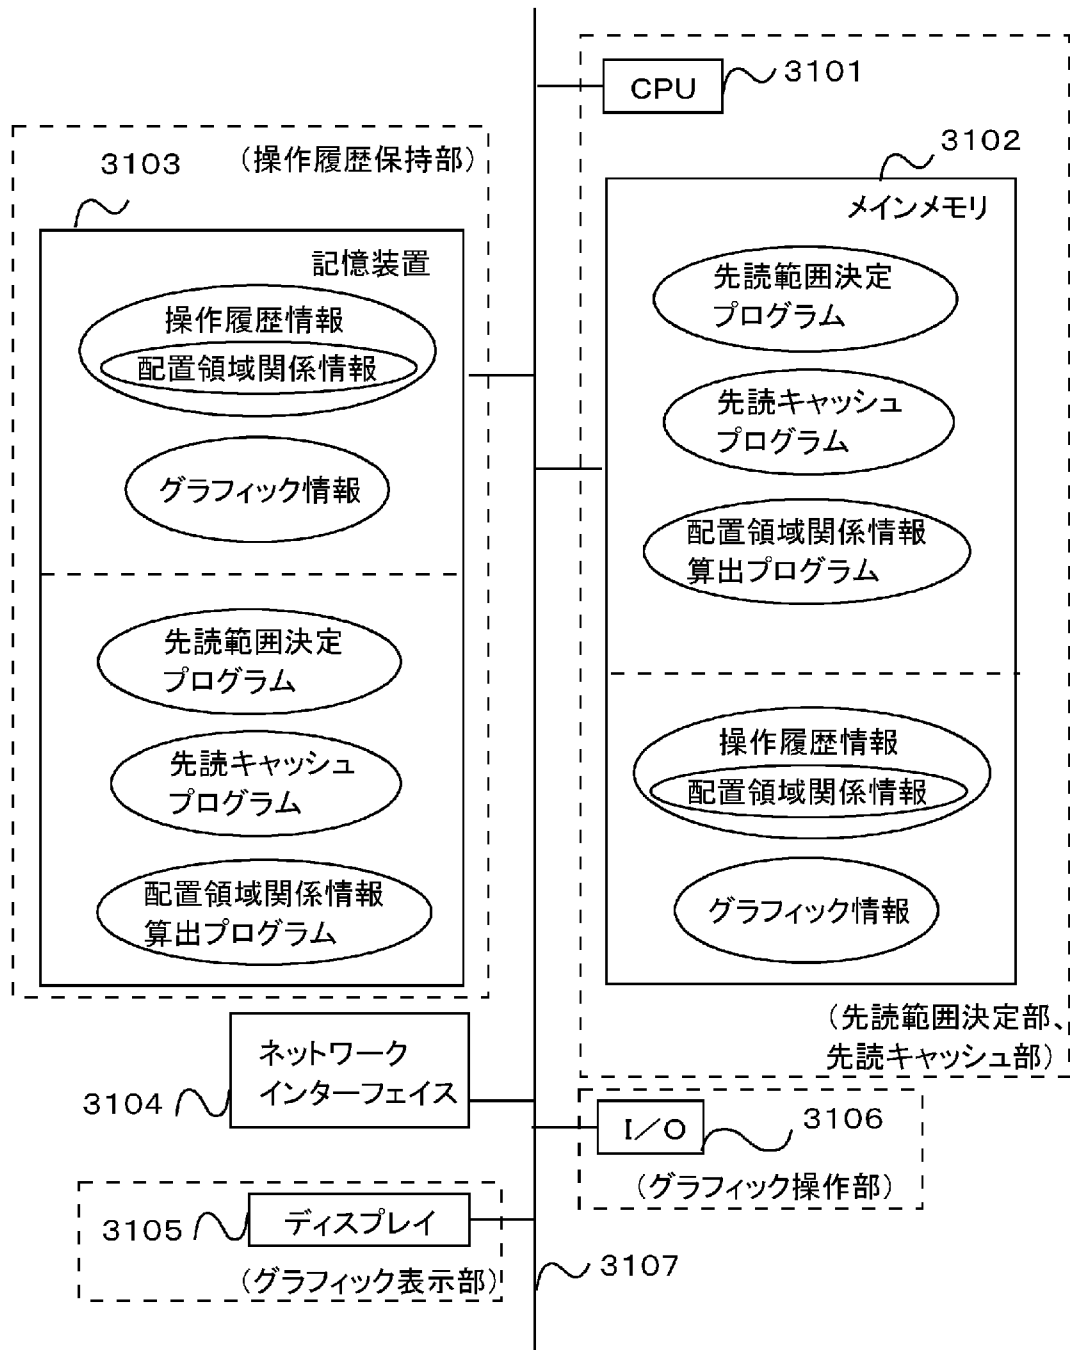 CPU
3101
3103
(操作履歴保持部)
3102
メインメモリ
記憶装置
操作履歴情報
配置領域関係情報
グラフィック情報
先読範囲決定
プログラム
先読キャッシュ
プログラム
配置領域関係情報
算出プログラム
先読範囲決定
プログラム
先読キャッシュ
プログラム
配置領域関係情報
算出プログラム
操作履歴情報
配置領域関係情報
グラフィック情報
(先読範囲決定部、
先読キャッシュ部)
ネットワーク
インターフェイス
3104
I/O
3106
(グラフィック操作部)
3105
ディスプレイ
(グラフィック表示部)
3107